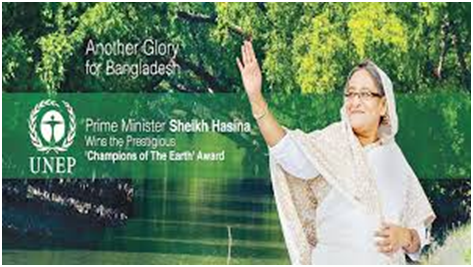 Another Glory
for Bangladesh
Prime Minister Sheikh Hasina
Wins the Prestigious
'Champions of The Earth' Award
UNEP